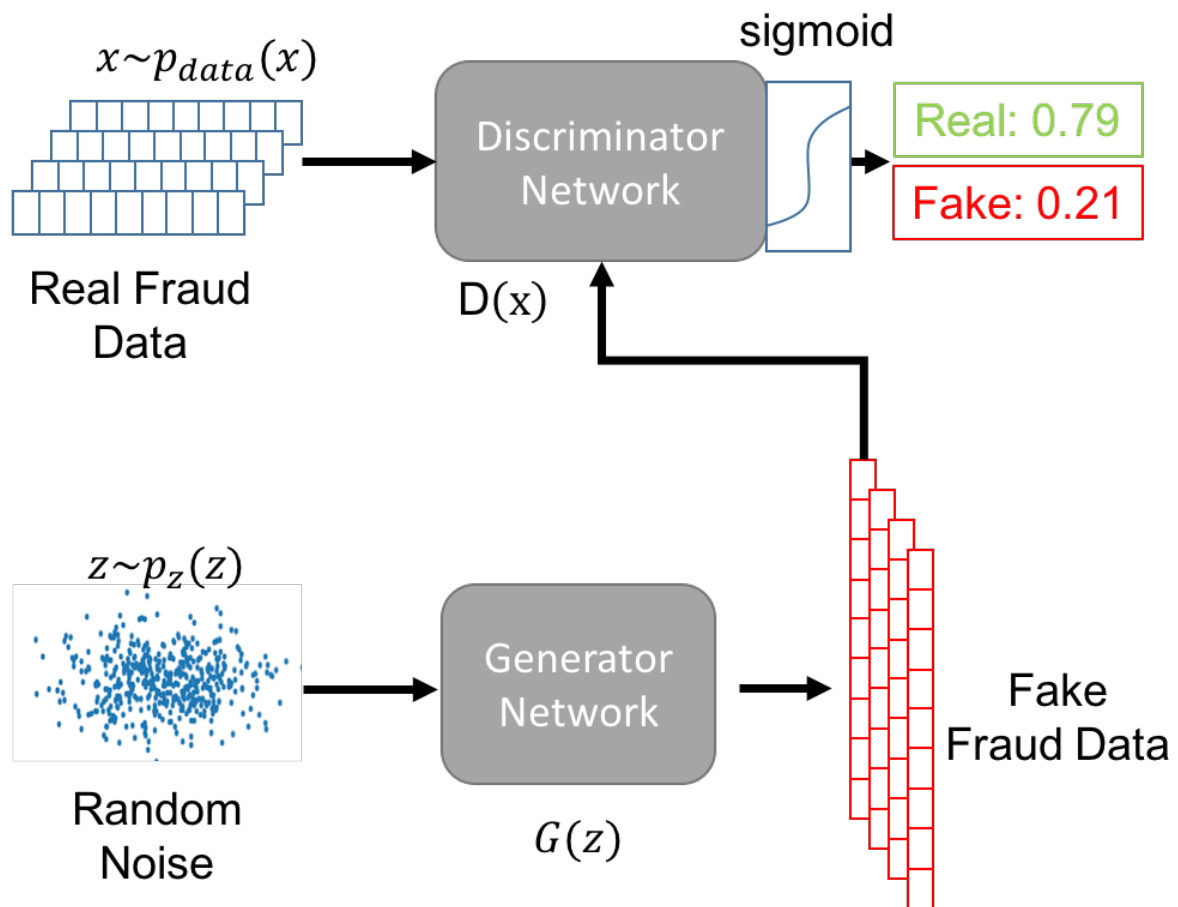 sigmoid
x~p_data(x)
Discriminator
Network
Real: 0.79
Fake: 0.21
Real Fraud
Data
D(x)
z~p_z(z)
Generator
Network
Fake
Fraud Data
Random
Noise
G(z)